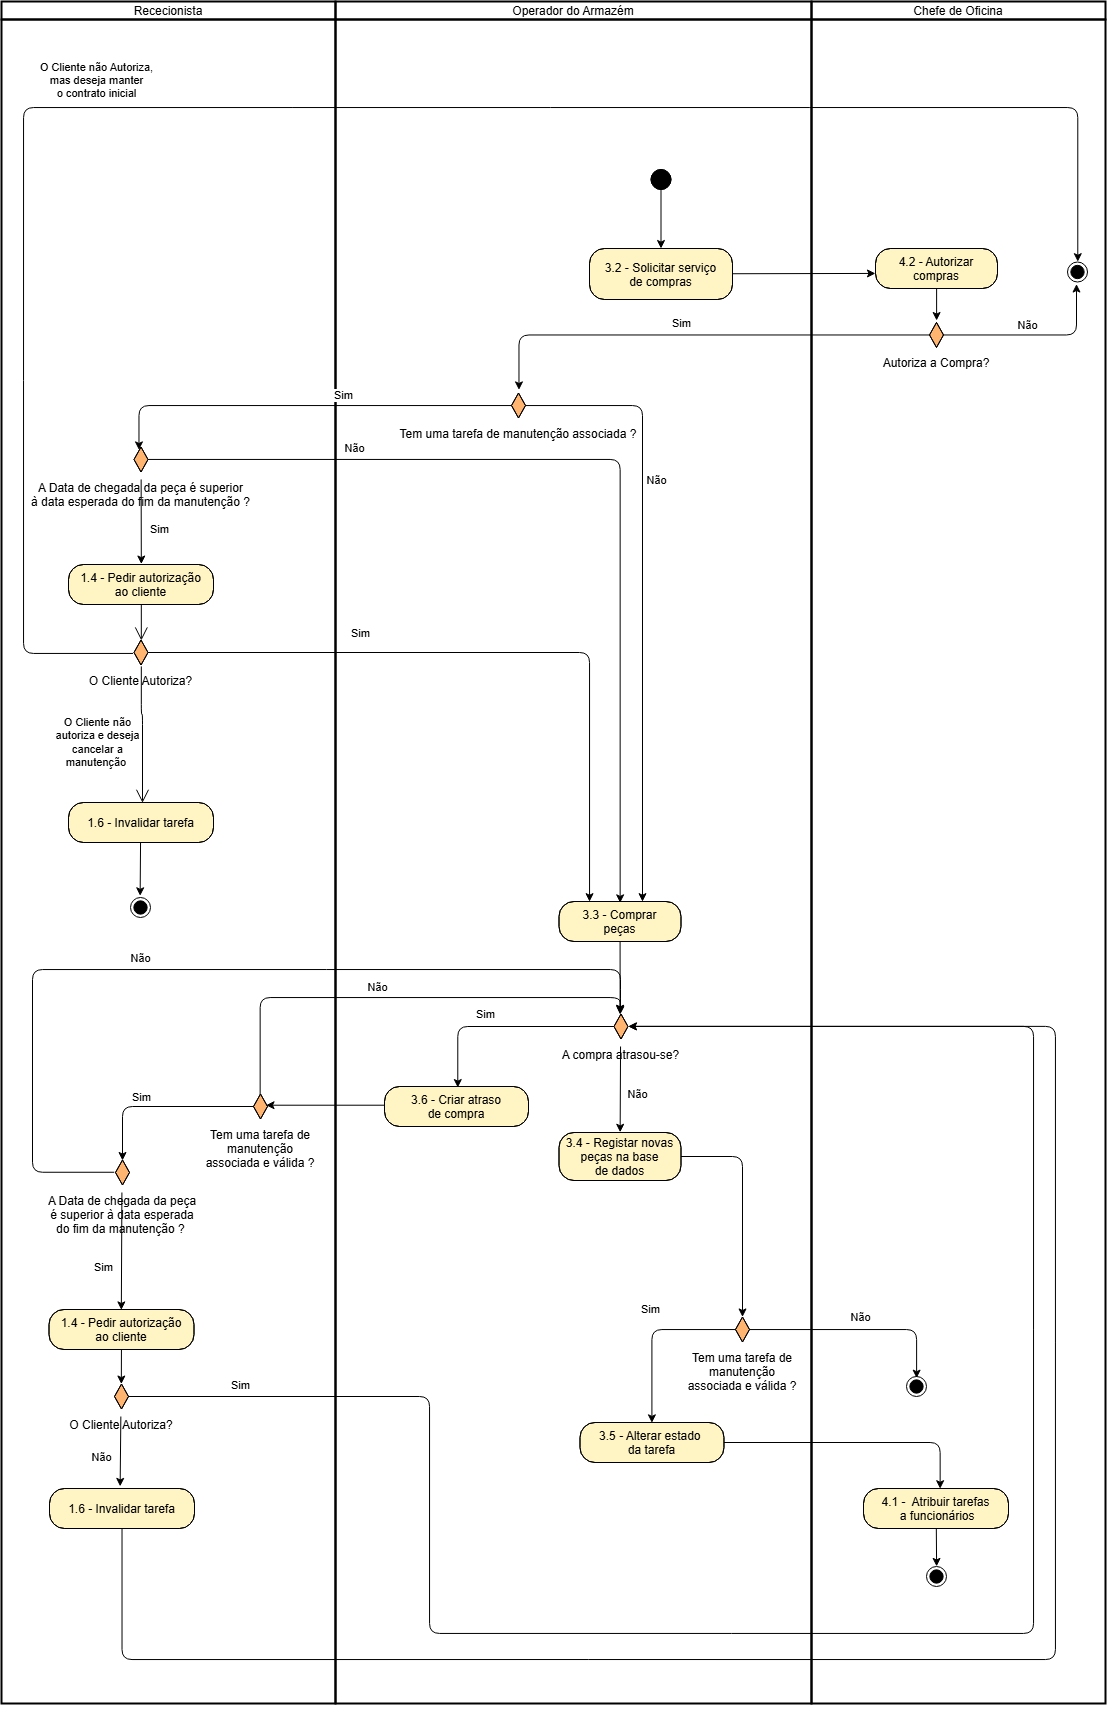 Rececionista
Operador do Armazém
Chefe de Oficina
O Cliente não Autoriza,
mas deseja manter
o contrato inicial
3.2 - Solicitar serviço
de compras
4.2 - Autorizar
compras
Sim
Não
Autoriza a Compra?
Sim
Tem uma tarefa de manutenção associada ?
Não
Não
A Data de chegada da peça é superior
à data esperada do fim da manutenção ?
Sim
1.4 - Pedir autorização
ao cliente
Sim
O Cliente Autoriza?
O Cliente não
autoriza e deseja
cancelar a
manutenção
1.6 - Invalidar tarefa
3.3 - Comprar
peças
Não
Não
Sim
A compra atrasou-se?
3.6 - Criar atraso
de compra
Não
Sim
Tem uma tarefa de
manutenção
associada e válida ?
3.4 - Registar novas
peças na base
de dados
A Data de chegada da peça
é superior à data esperada
do fim da manutenção ?
Sim
1.4 - Pedir autorização
ao cliente
Sim
Não
Tem uma tarefa de
manutenção
associada e válida ?
Sim
O Cliente Autoriza?
Não
3.5 - Alterar estado
da tarefa
1.6 - Invalidar tarefa
4.1 -  Atribuir tarefas
a funcionários